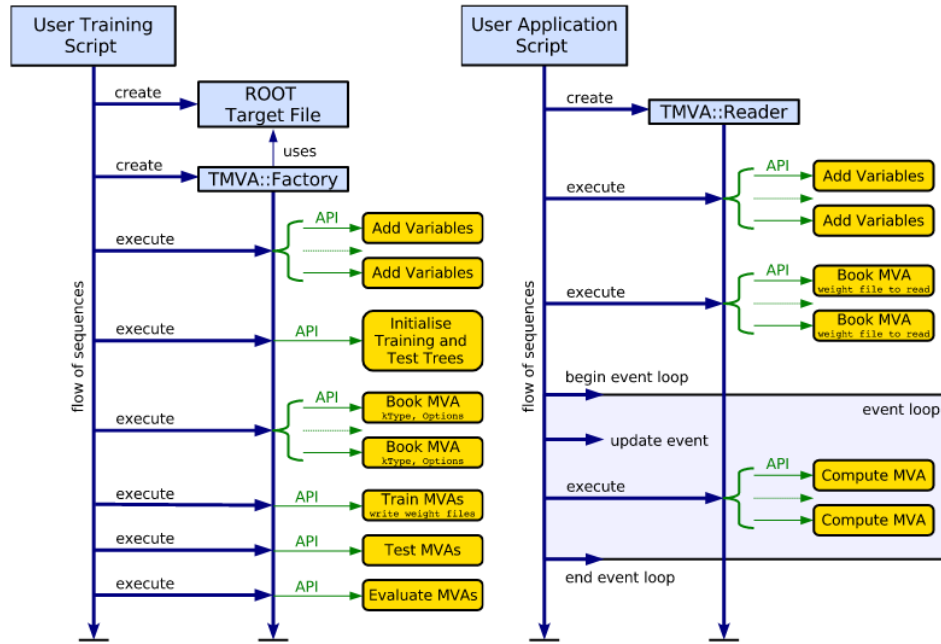 User Training
Script
create
ROOT
Target File
uses
create
TMVA::Factory
execute
API
Add Variables
Add Variables
flow of sequences
execute
API
Initialise
Training and
Test Trees
execute
API
Book MVA
kType, Options
Book MVA
kType, Options
execute
API
Train MVAs
write weight files
execute
API
Test MVAs
execute
API
Evaluate MVAs
User Application
Script
create
TMVA::Reader
execute
API
Add Variables
Add Variables
flow of sequences
execute
API
Book MVA
weight file to read
Book MVA
weight file to read
begin event loop
event loop
update event
execute
API
Compute MVA
Compute MVA
end event loop